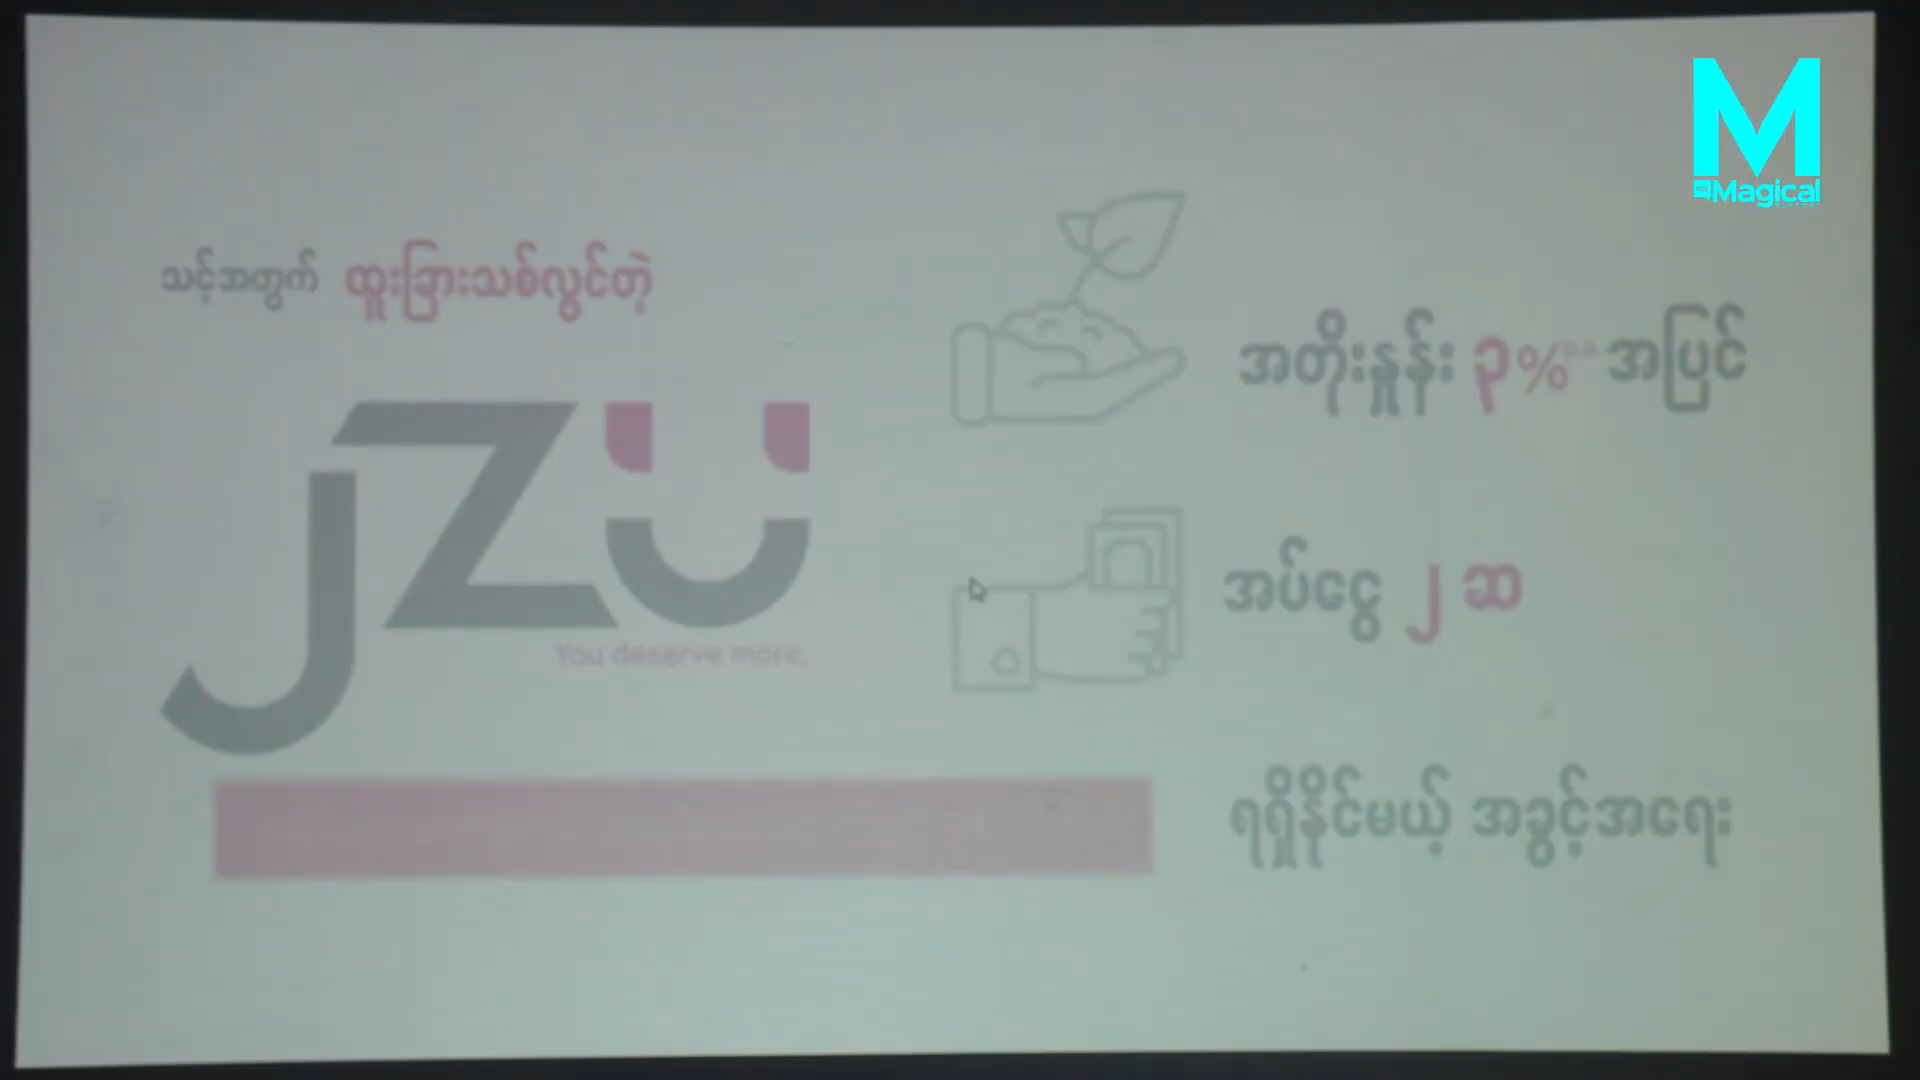 သင့်အတွက် ထူးခြားသစ်လွင်တဲ့
jzu
You deserve more.
အတိုးနှုန်း ၃% အပြင်
အပ်ငွေ ၂ ဆ
ရရှိနိုင်မယ့် အခွင့်အရေး
M
my Magical